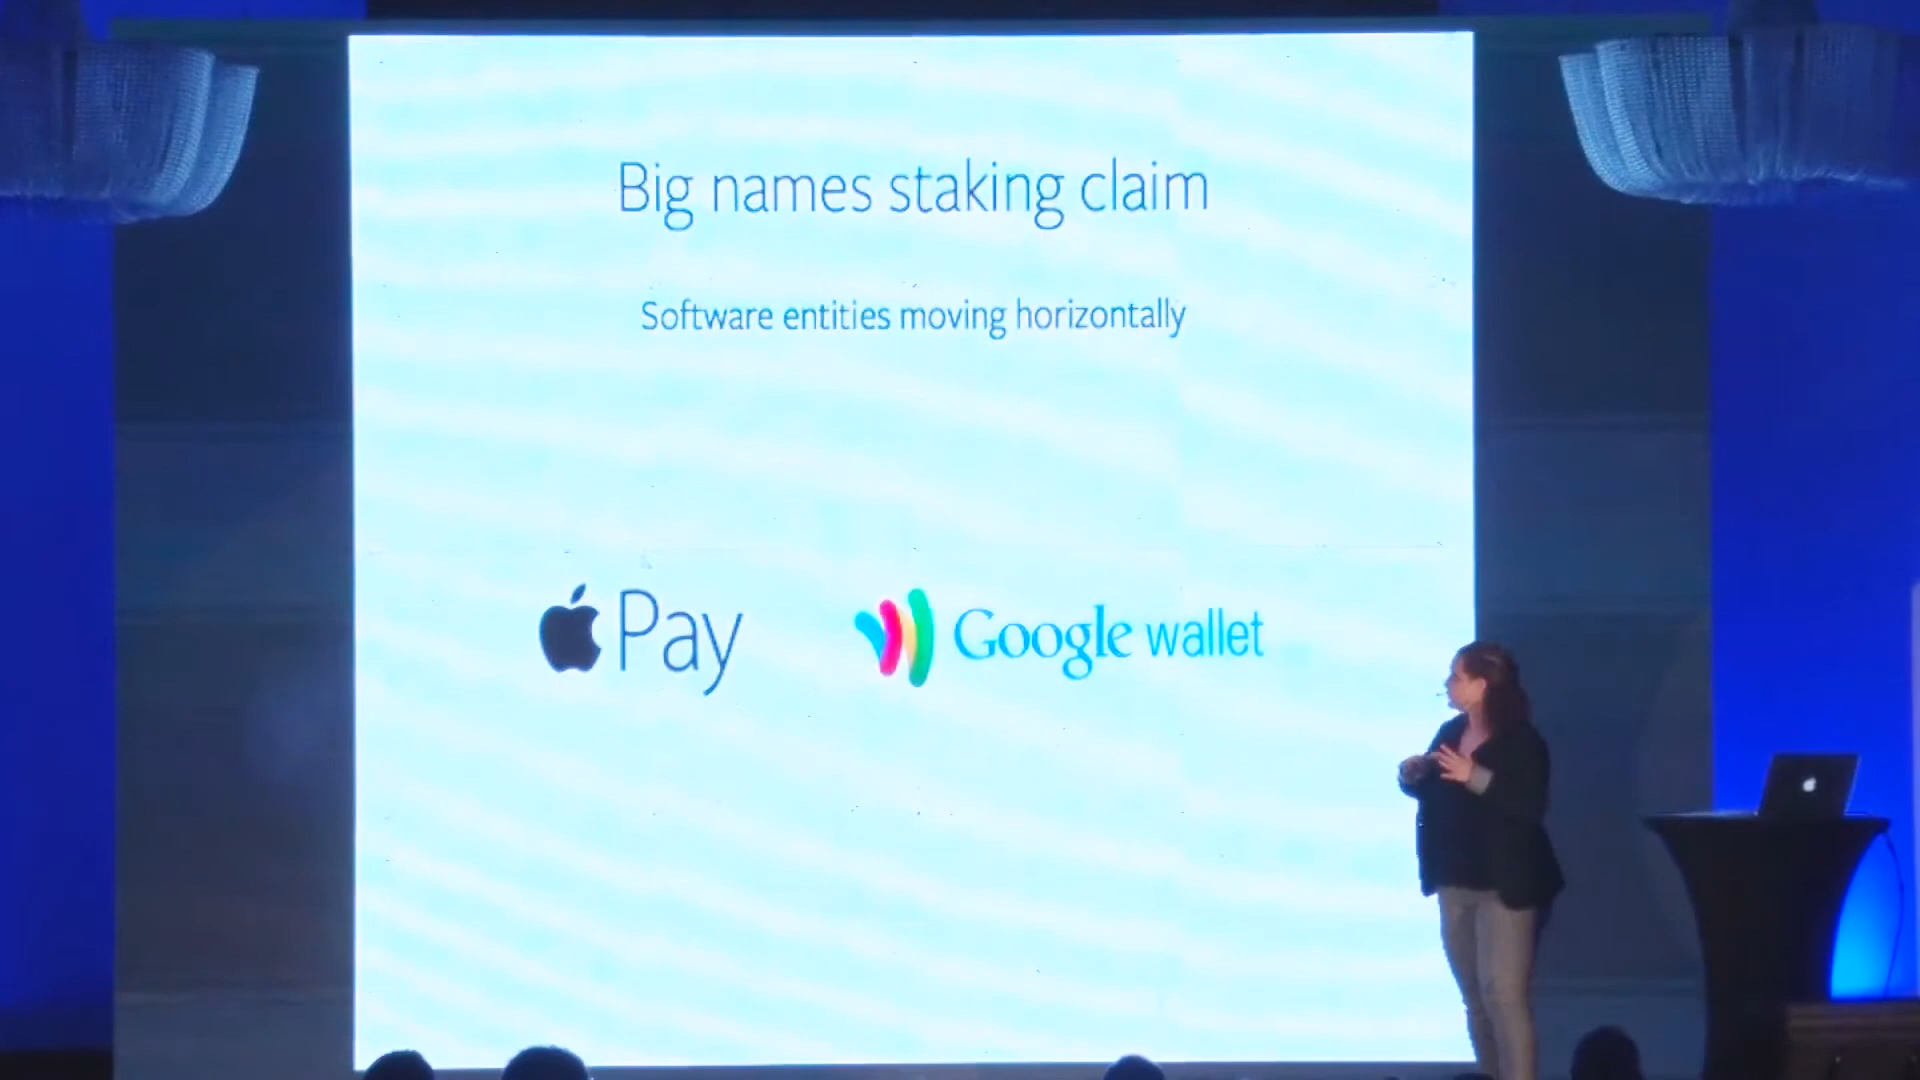 Big names staking claim
Software entities moving horizontally
Pay
Google wallet